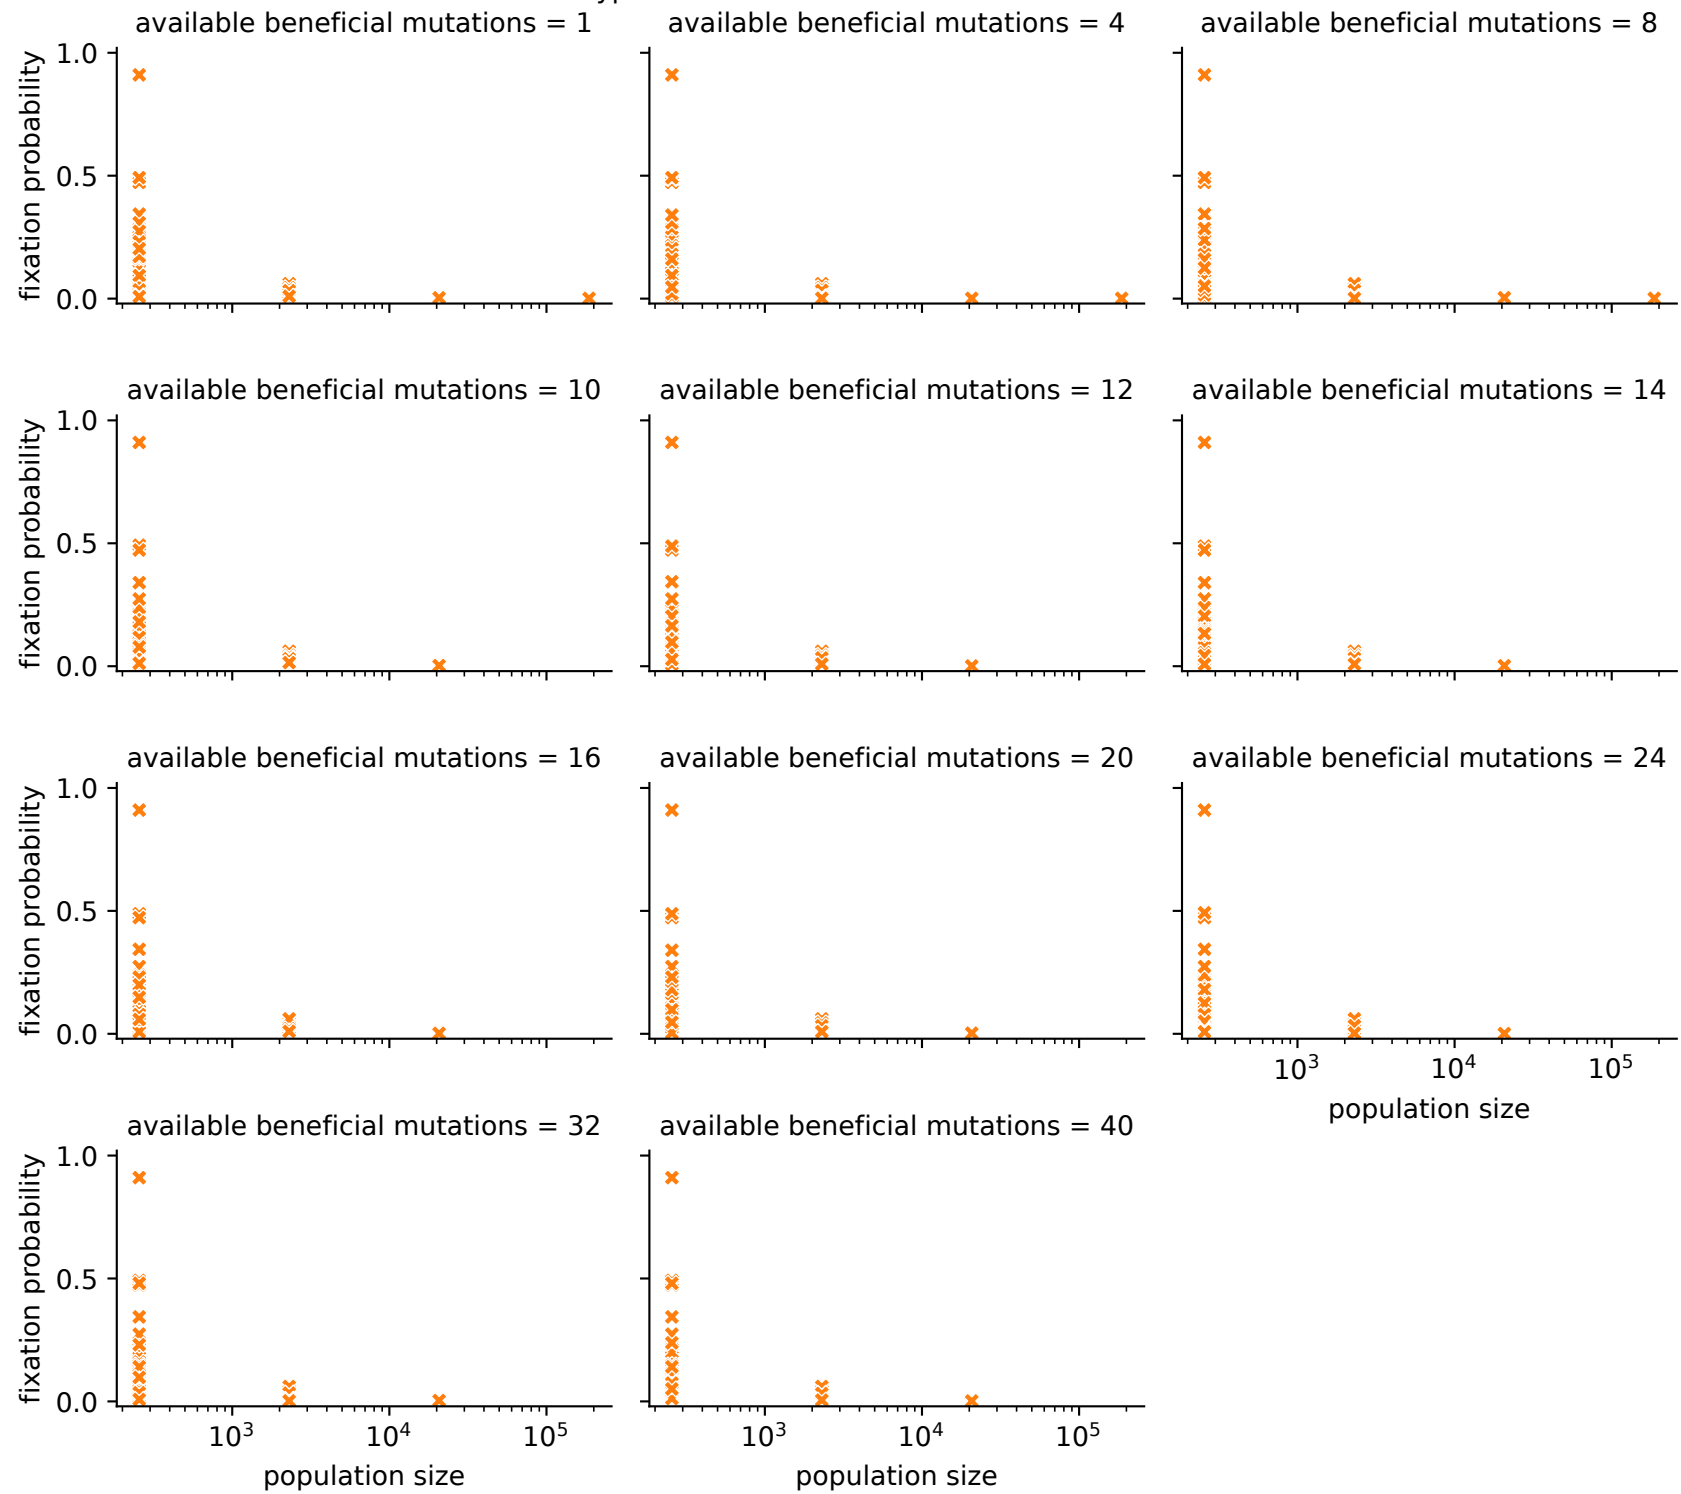 available beneficial mutations = 1
available beneficial mutations = 4
available beneficial mutations = 8
fixation probability
1.0
0.5
0.0
available beneficial mutations = 10
available beneficial mutations = 12
available beneficial mutations = 14
fixation probability
1.0
0.5
0.0
available beneficial mutations = 16
available beneficial mutations = 20
available beneficial mutations = 24
fixation probability
1.0
0.5
0.0
10³ 10⁴ 10⁵
population size
available beneficial mutations = 32
available beneficial mutations = 40
fixation probability
1.0
0.5
0.0
10³ 10⁴ 10⁵
10³ 10⁴ 10⁵
population size
population size